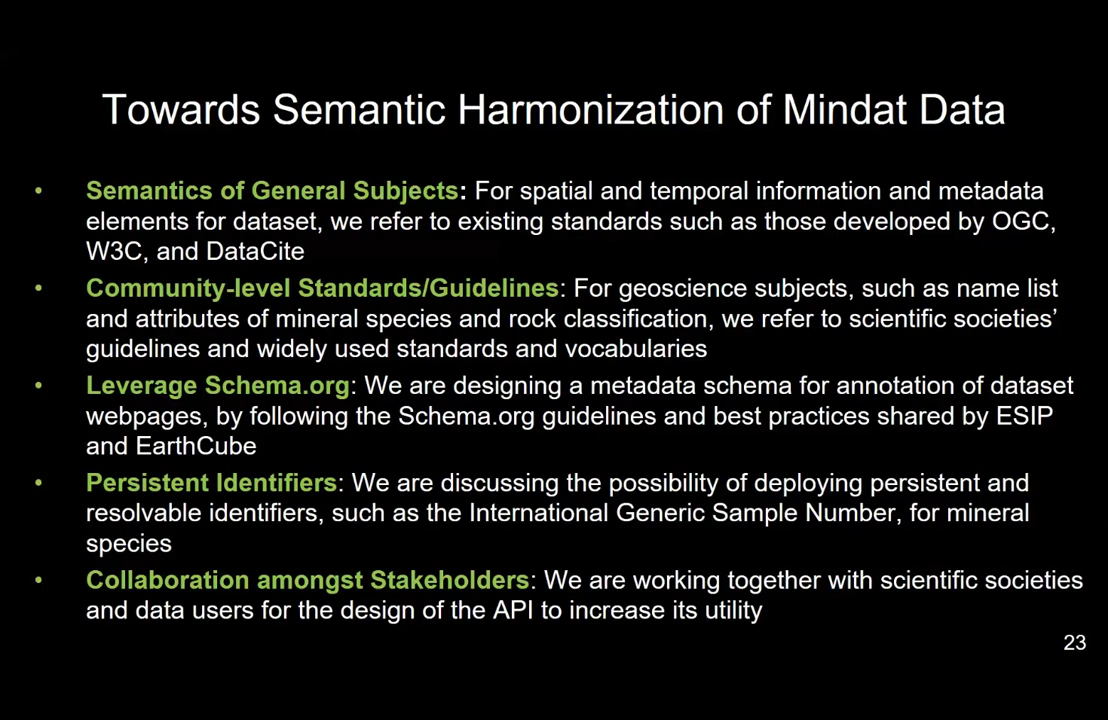 Towards Semantic Harmonization of Mindat Data
• Semantics of General Subjects: For spatial and temporal information and metadata
elements for dataset, we refer to existing standards such as those developed by OGC,
W3C, and DataCite
• Community-level Standards/Guidelines: For geoscience subjects, such as name list
and attributes of mineral species and rock classification, we refer to scientific societies’
guidelines and widely used standards and vocabularies
• Leverage Schema.org: We are designing a metadata schema for annotation of dataset
webpages, by following the Schema.org guidelines and best practices shared by ESIP
and EarthCube
• Persistent Identifiers: We are discussing the possibility of deploying persistent and
resolvable identifiers, such as the International Generic Sample Number, for mineral
species
• Collaboration amongst Stakeholders: We are working together with scientific societies
and data users for the design of the API to increase its utility
23